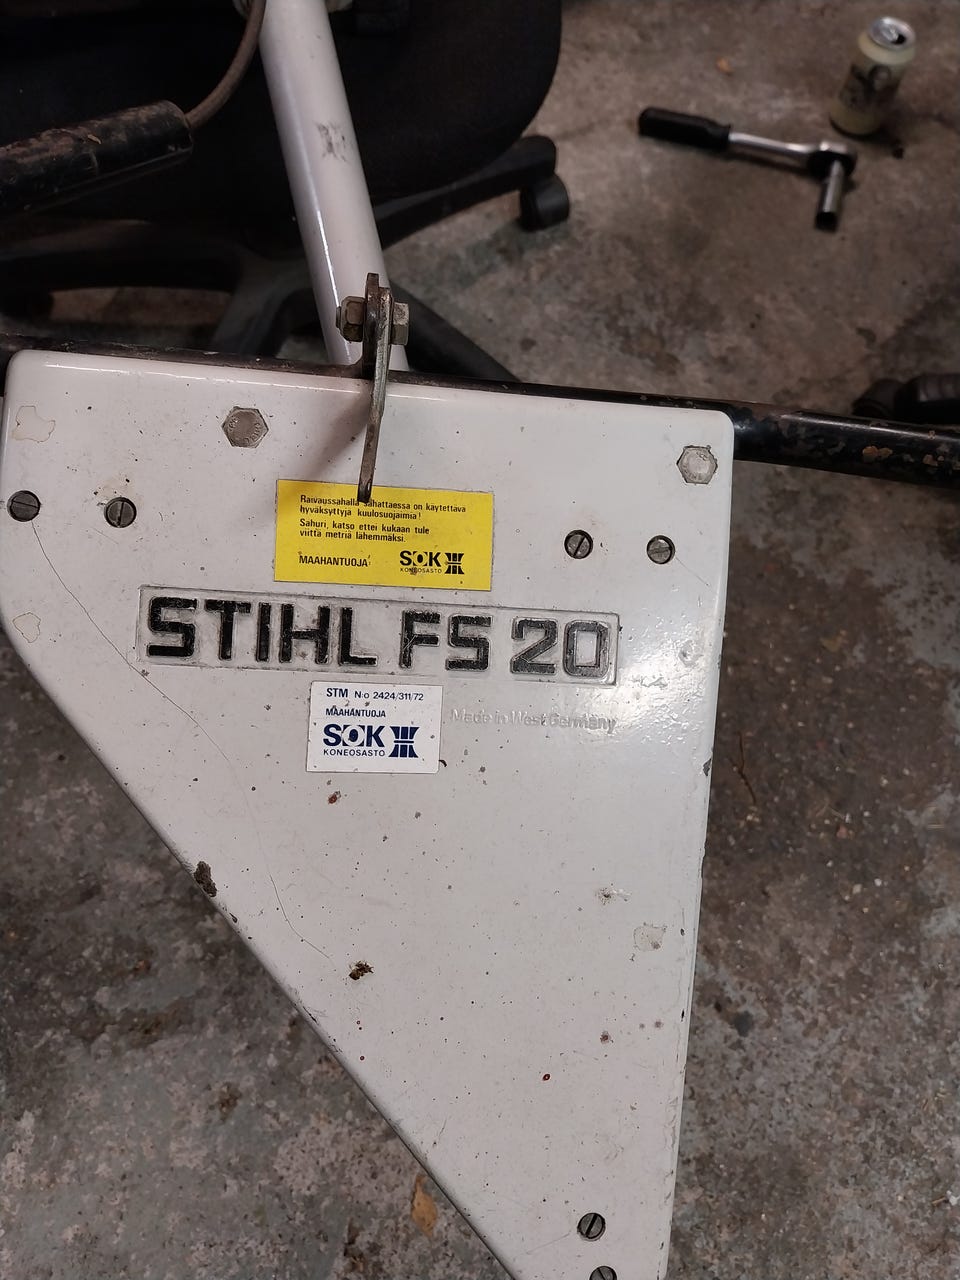 Raivaussahalla sahattaessa on käytettävä
hyväksyttyjä kuulosuojaimia!
Sahuri, katso ettei kukaan tule
viittä metriä lähemmäksi.
MAAHANTUOJA:
SOK
KONEOSASTO
STIHL FS 20
STM N:o 2424/311/72
MAAHANTUOJA
SOK
KONEOSASTO
Made in West Germany